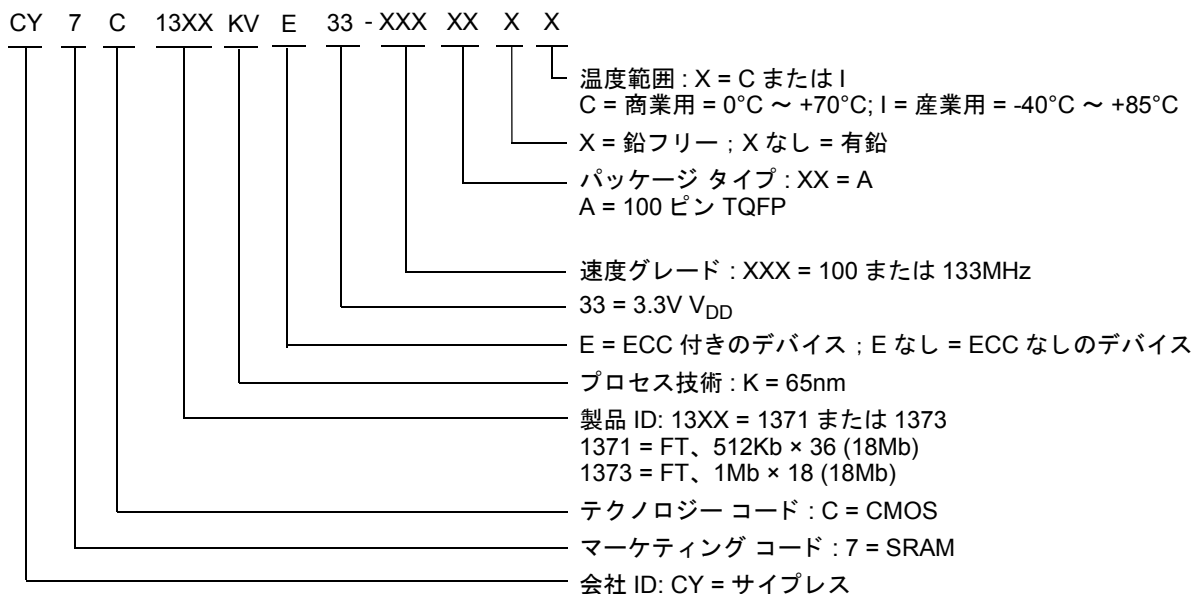 CY 7 C 13XX KV E 33 - XXX XX X X
温度範囲 : X = C または I
C = 商業用 = 0°C ~ +70°C; I = 産業用 = -40°C ~ +85°C
X = 鉛フリー ; X なし = 有鉛
パッケージ タイプ : XX = A
A = 100 ピン TQFP
速度グレード : XXX = 100 または 133MHz
33 = 3.3V VDD
E = ECC 付きのデバイス ; E なし = ECC なしのデバイス
プロセス技術 : K = 65nm
製品 ID: 13XX = 1371 または 1373
1371 = FT、512Kb × 36 (18Mb)
1373 = FT、1Mb × 18 (18Mb)
テクノロジー コード : C = CMOS
マーケティング コード : 7 = SRAM
会社 ID: CY = サイプレス